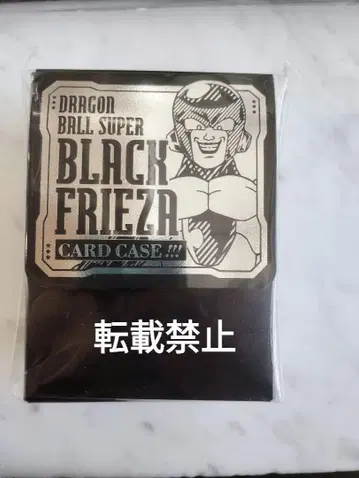 DRAGON
BALL SUPER
BLACK
FRIEZA
CARD CASE !!!
転載禁止